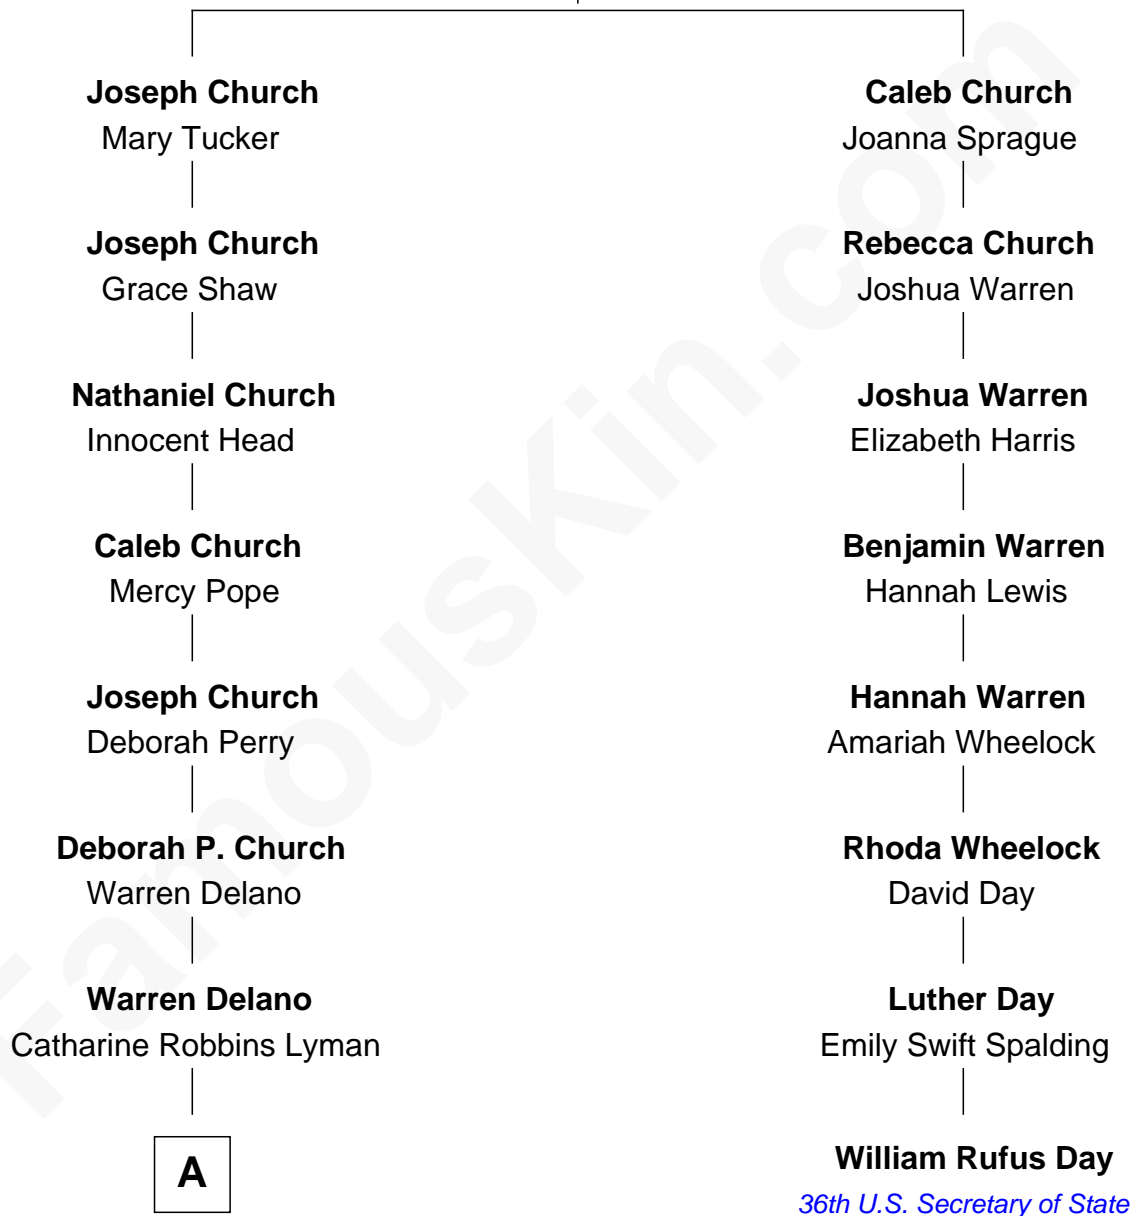 Joseph Church
Mary Tucker
Joseph Church
Grace Shaw
Nathaniel Church
Innocent Head
Caleb Church
Mercy Pope
Joseph Church
Deborah Perry
Deborah P. Church
Warren Delano
Warren Delano
Catharine Robbins Lyman
A
Caleb Church
Joanna Sprague
Rebecca Church
Joshua Warren
Joshua Warren
Elizabeth Harris
Benjamin Warren
Hannah Lewis
Hannah Warren
Amariah Wheelock
Rhoda Wheelock
David Day
Luther Day
Emily Swift Spalding
William Rufus Day
36th U.S. Secretary of State
FamousKin.com